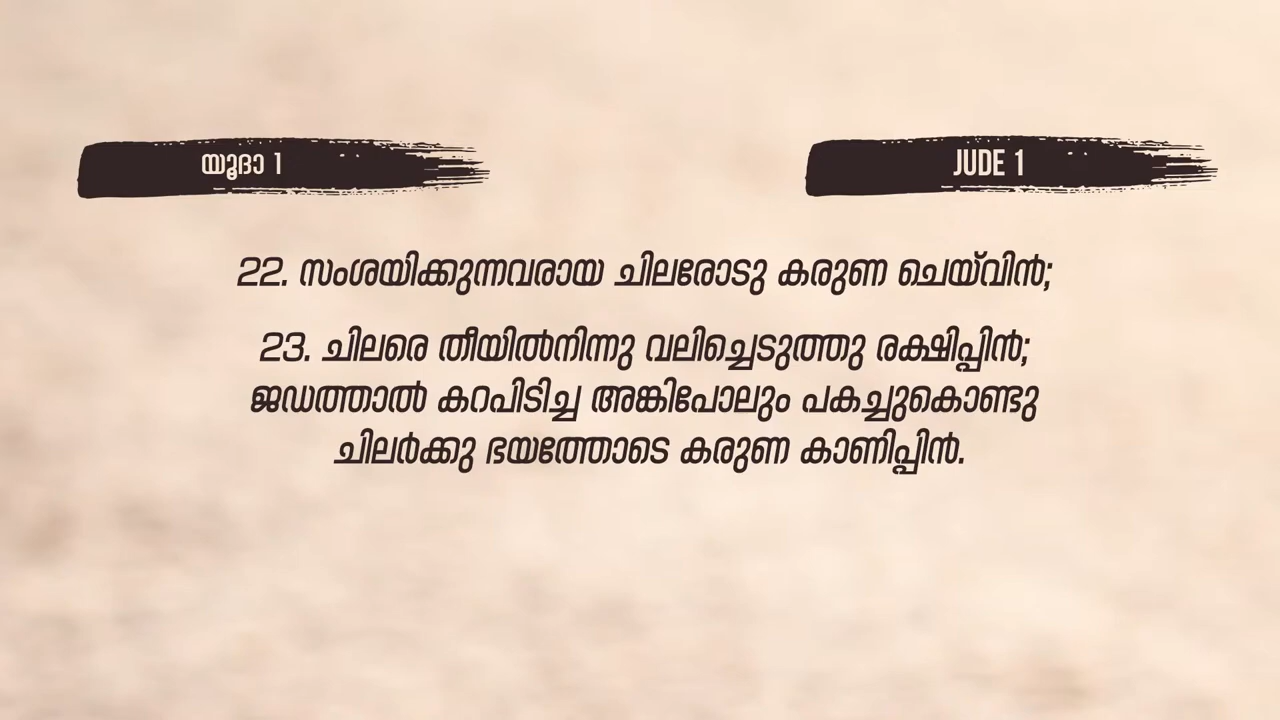 യൂദാ 1
JUDE 1
22. സംശയിക്കുന്നവരായ ചിലരോടു കരുണ ചെയ്‌വിൻ;
23. ചിലരെ തീയിൽനിന്നു വലിച്ചെടുത്തു രക്ഷിപ്പിൻ;
ജഡത്താൽ കറപിടിച്ച അങ്കിപോലും പകച്ചുകൊണ്ടു
ചിലർക്കു ഭയത്തോടെ കരുണ കാണിപ്പിൻ.